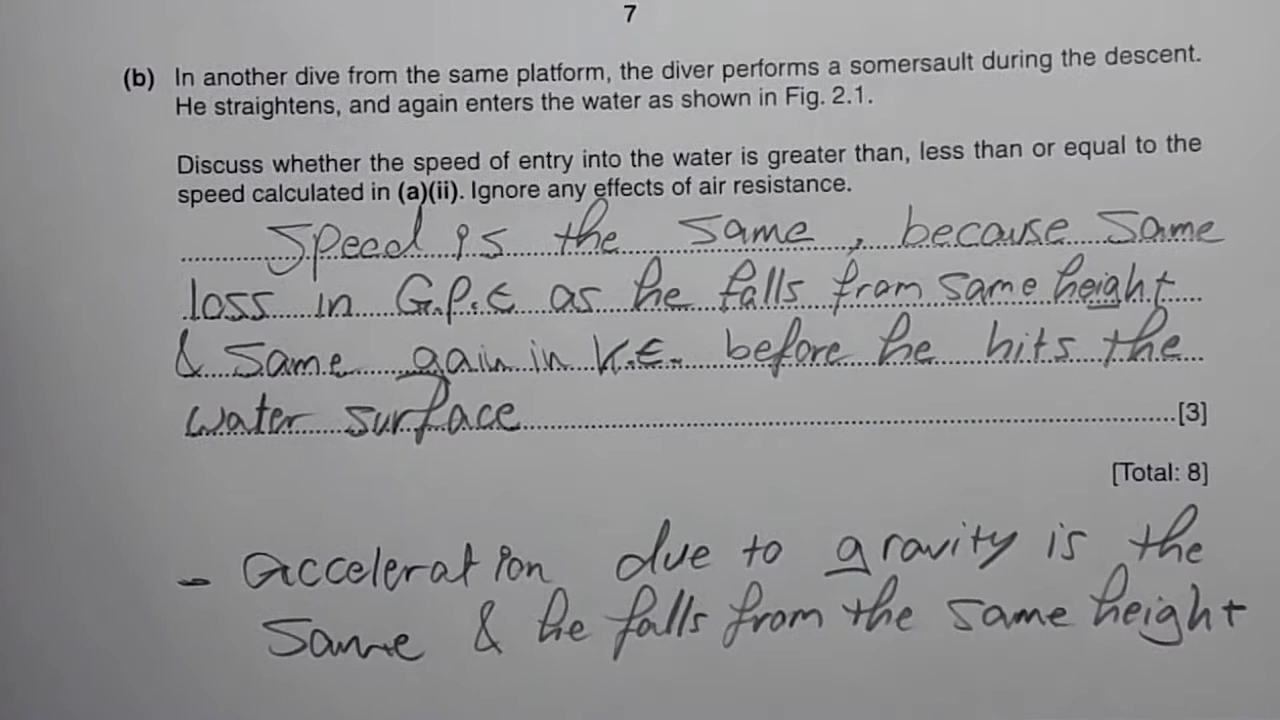 7
(b) In another dive from the same platform, the diver performs a somersault during the descent.
He straightens, and again enters the water as shown in Fig. 2.1.
Discuss whether the speed of entry into the water is greater than, less than or equal to the
speed calculated in (a)(ii). Ignore any effects of air resistance.
Speed is the same, because same
loss in G.P.E as he falls from same height
& same gain in K.E. before he hits the
water surface [3]
[Total: 8]
- acceleration due to gravity is the
same & he falls from the same height